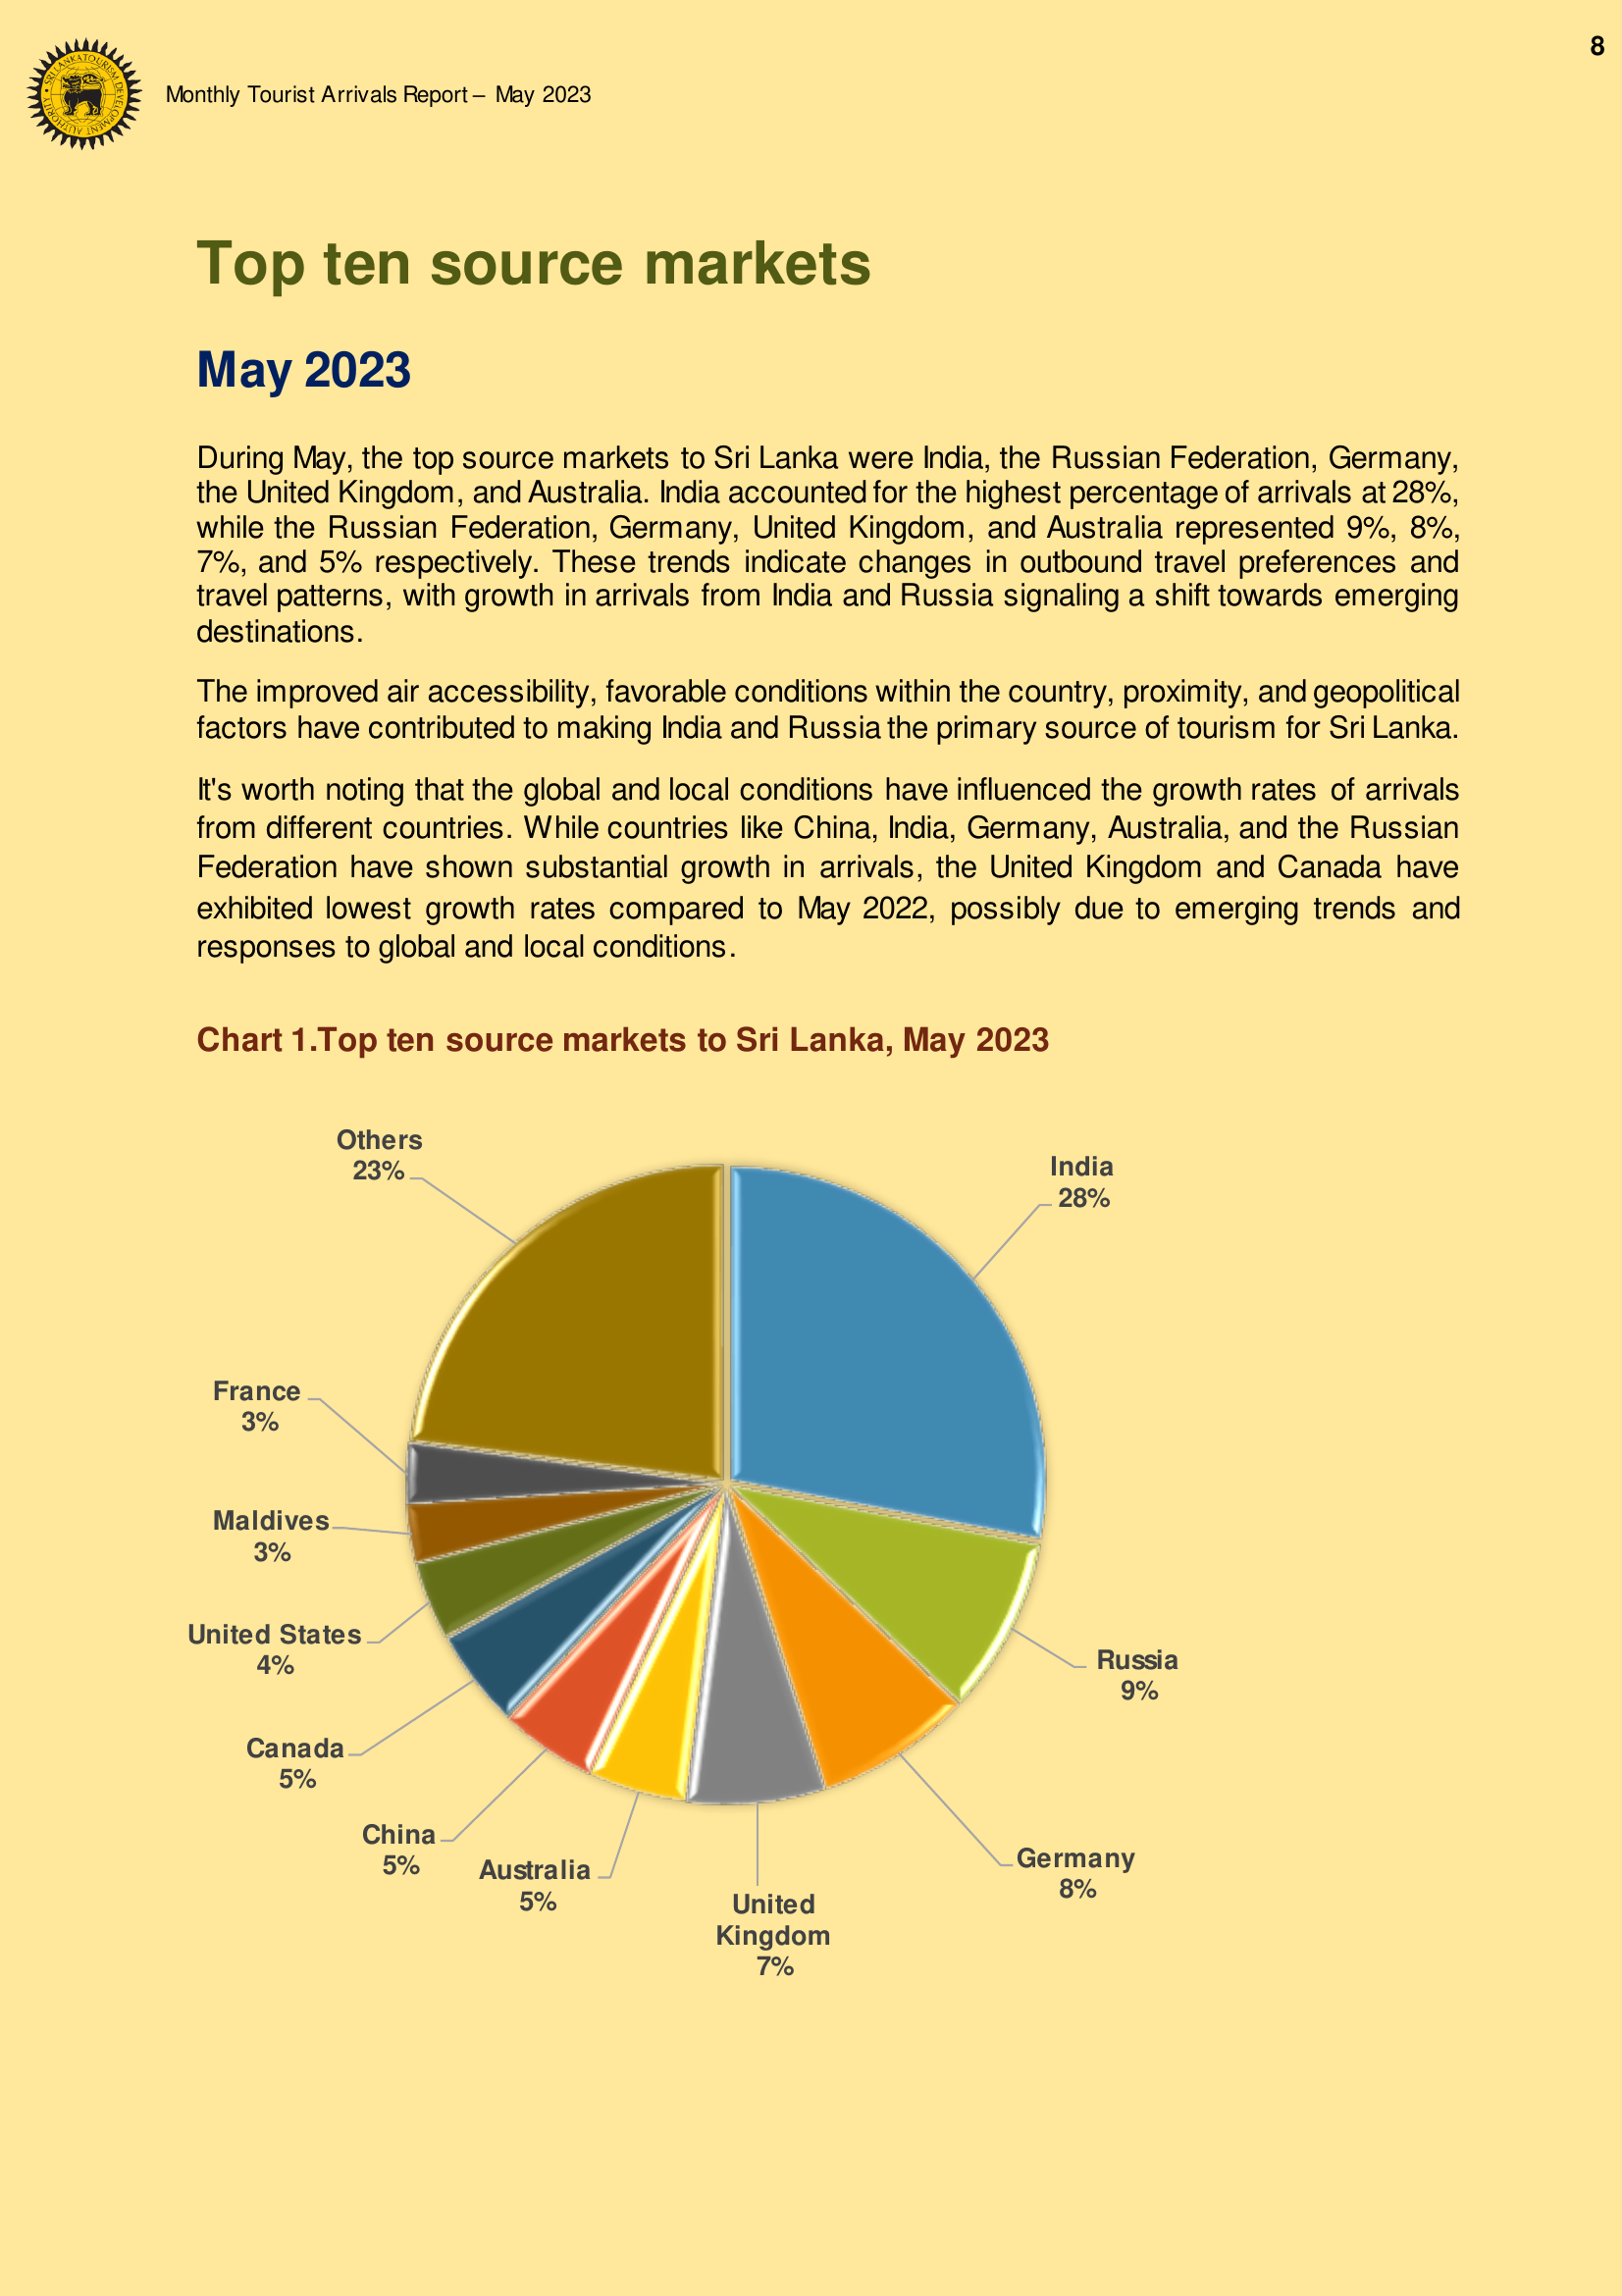 8
SRI LANKA TOURISM DEVELOPMENT AUTHORITY
Monthly Tourist Arrivals Report – May 2023
Top ten source markets
May 2023
During May, the top source markets to Sri Lanka were India, the Russian Federation, Germany,
the United Kingdom, and Australia. India accounted for the highest percentage of arrivals at 28%,
while the Russian Federation, Germany, United Kingdom, and Australia represented 9%, 8%,
7%, and 5% respectively. These trends indicate changes in outbound travel preferences and
travel patterns, with growth in arrivals from India and Russia signaling a shift towards emerging
destinations.
The improved air accessibility, favorable conditions within the country, proximity, and geopolitical
factors have contributed to making India and Russia the primary source of tourism for Sri Lanka.
It's worth noting that the global and local conditions have influenced the growth rates of arrivals
from different countries. While countries like China, India, Germany, Australia, and the Russian
Federation have shown substantial growth in arrivals, the United Kingdom and Canada have
exhibited lowest growth rates compared to May 2022, possibly due to emerging trends and
responses to global and local conditions.
Chart 1.Top ten source markets to Sri Lanka, May 2023
Others
23%
India
28%
France
3%
Maldives
3%
United States
4%
Russia
9%
Canada
5%
China
5%
Australia
5%
Germany
8%
United
Kingdom
7%